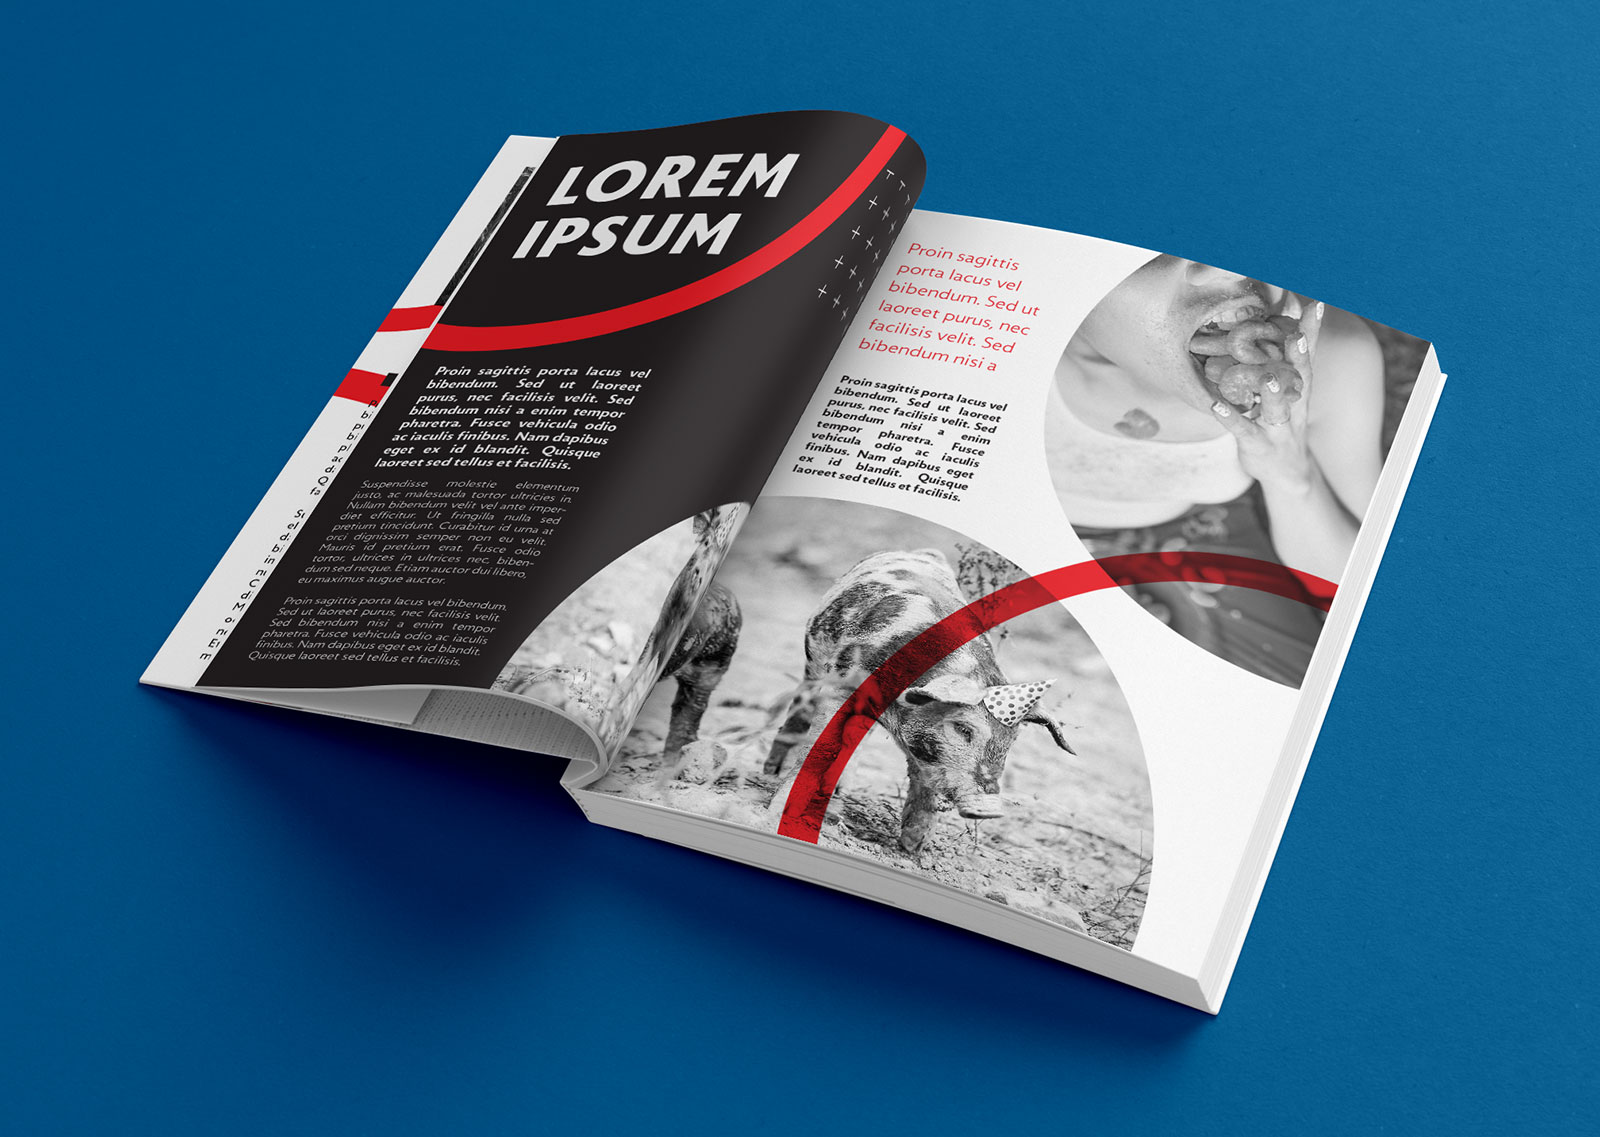 LOREM
IPSUM
Proin sagittis porta lacus vel
bibendum. Sed ut laoreet
purus, nec facilisis velit. Sed
bibendum nisi a enim tempor
pharetra. Fusce vehicula odio
ac iaculis finibus. Nam dapibus
eget ex id blandit. Quisque
laoreet sed tellus et facilisis.
Suspendisse molestie elementum
justo, ac malesuada tortor ultricies in.
Nullam bibendum velit vel ante imper-
diet efficitur. Ut fringilla nulla sed
pretium tincidunt. Curabitur id urna at
orci dignissim semper non eu velit.
Mauris id pretium erat. Fusce odio
tortor, ultrices in ultrices nec, biben-
dum sed neque. Etiam auctor dui libero,
eu maximus augue auctor.
Proin sagittis porta lacus vel bibendum.
Sed ut laoreet purus, nec facilisis velit.
Sed bibendum nisi a enim tempor
pharetra. Fusce vehicula odio ac iaculis
finibus. Nam dapibus eget ex id blandit.
Quisque laoreet sed tellus et facilisis.
Proin sagittis
porta lacus vel
bibendum. Sed ut
laoreet purus, nec
facilisis velit. Sed
bibendum nisi a
Proin sagittis porta lacus vel
bibendum. Sed ut laoreet
purus, nec facilisis velit. Sed
bibendum nisi a enim
tempor pharetra. Fusce
vehicula odio ac iaculis
finibus. Nam dapibus eget
ex id blandit. Quisque
laoreet sed tellus et facilisis.